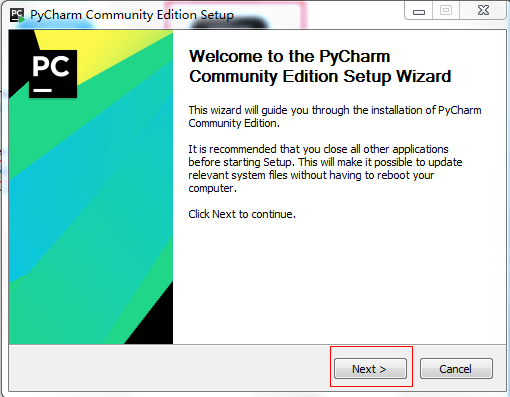 PyCharm Community Edition Setup
PC
Welcome to the PyCharm
Community Edition Setup Wizard
This wizard will guide you through the installation of PyCharm
Community Edition.
It is recommended that you close all other applications
before starting Setup. This will make it possible to update
relevant system files without having to reboot your
computer.
Click Next to continue.
Next >
Cancel